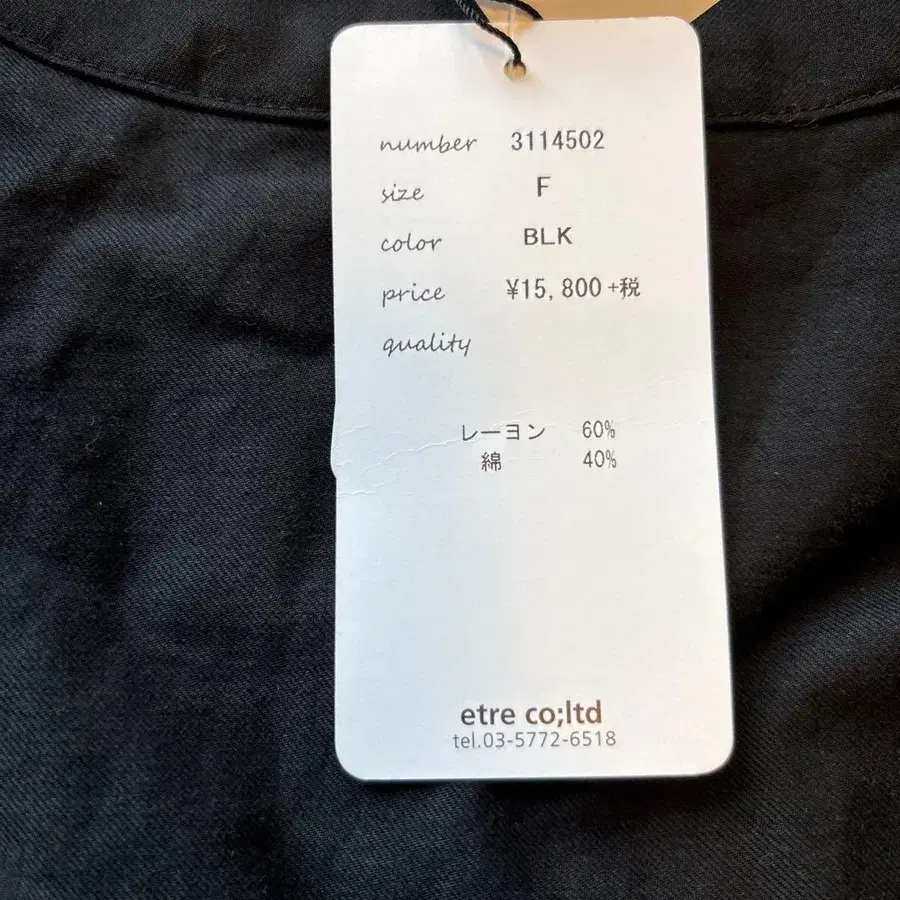 number 3114502
size F
color BLK
price ¥15,800+税
quality
レーヨン 60%
綿 40%
etre co;ltd
tel.03-5772-6518